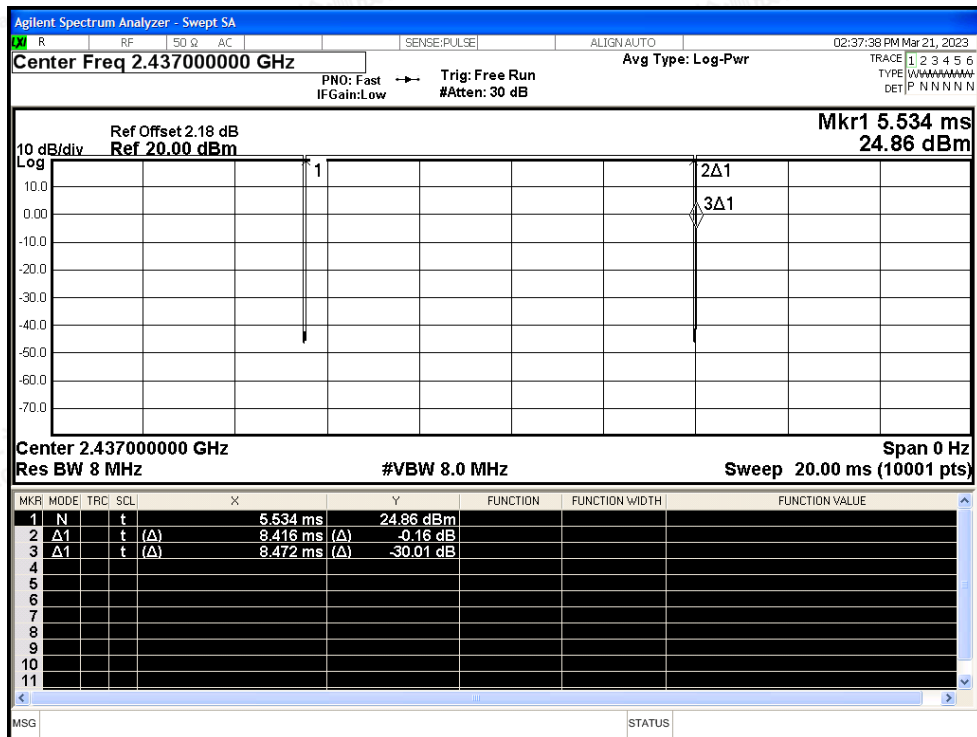 Agilent Spectrum Analyzer - Swept SA
LXI R RF 50 Ω AC SENSE:PULSE ALIGN AUTO 02:37:38 PM Mar 21, 2023
Center Freq 2.437000000 GHz
Avg Type: Log-Pwr
TRACE 1 2 3 4 5 6
PNO: Fast
Trig: Free Run
TYPE WWWWWW
IFGain:Low
#Atten: 30 dB
DET P N N N N N
Mkr1 5.534 ms
24.86 dBm
Ref Offset 2.18 dB
10 dB/div Ref 20.00 dBm
Log
1
2Δ1
10.0
3Δ1
0.00
-10.0
-20.0
-30.0
-40.0
-50.0
-60.0
-70.0
Center 2.437000000 GHz Span 0 Hz
Res BW 8 MHz #VBW 8.0 MHz Sweep 20.00 ms (10001 pts)
MKR MODE TRC SCL X Y FUNCTION FUNCTION WIDTH FUNCTION VALUE
1 N t 5.534 ms 24.86 dBm
2 Δ1 t (Δ) 8.416 ms (Δ) -0.16 dB
3 Δ1 t (Δ) 8.472 ms (Δ) -30.01 dB
4
5
6
7
8
9
10
11
MSG STATUS